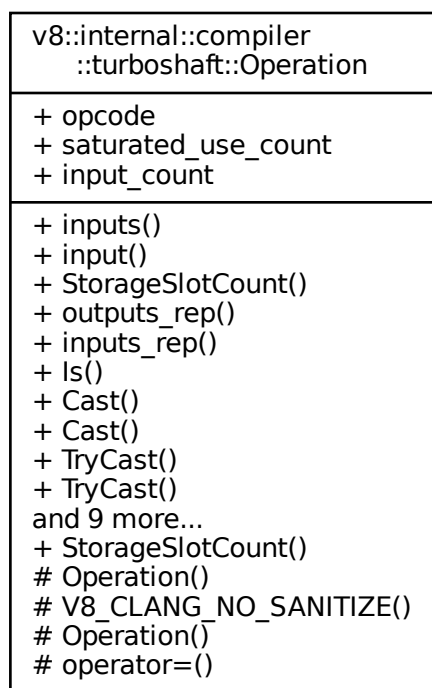 v8::internal::compiler
::turboshaft::Operation
+ opcode
+ saturated_use_count
+ input_count
+ inputs()
+ input()
+ StorageSlotCount()
+ outputs_rep()
+ inputs_rep()
+ Is()
+ Cast()
+ Cast()
+ TryCast()
+ TryCast()
and 9 more...
+ StorageSlotCount()
# Operation()
# V8_CLANG_NO_SANITIZE()
# Operation()
# operator=()